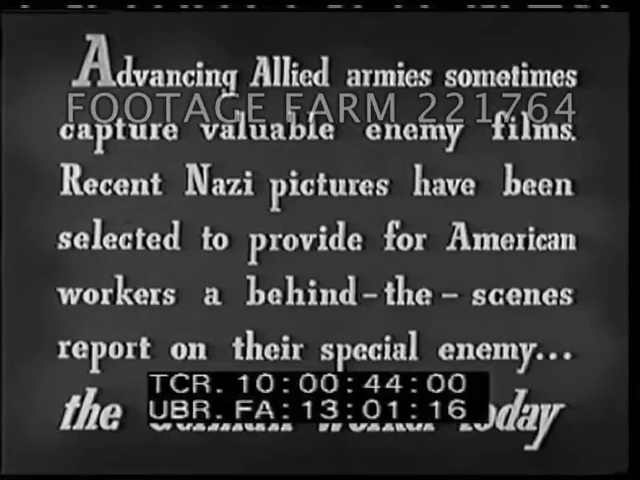 Advancing Allied armies sometimes
FOOTAGE FARM 221764
capture valuable enemy films.
Recent Nazi pictures have been
selected to provide for American
workers a behind-the-scenes
report on their special enemy...
TCR. 10:00:44:00
UBR. FA: 13:01:16
the German worker today